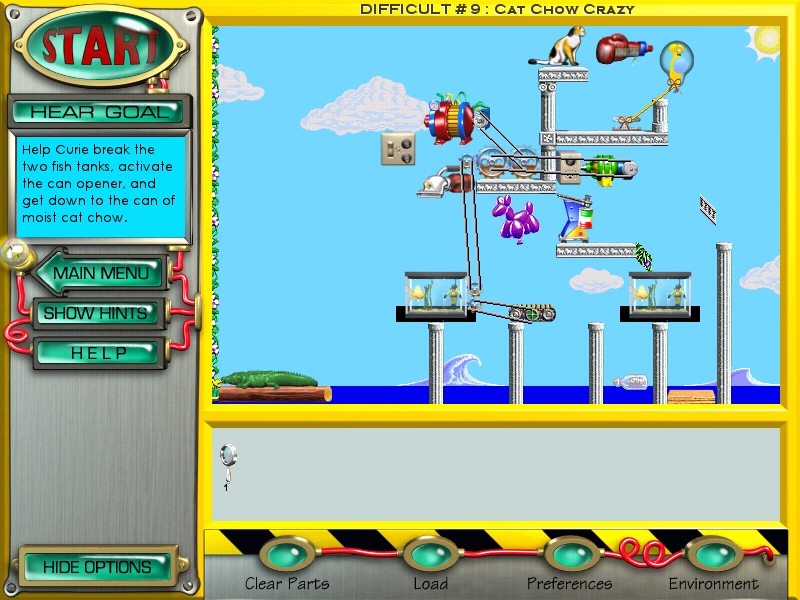 DIFFICULT # 9 : CAT CHOW CRAZY
START
HEAR GOAL
Help Curie break the
two fish tanks, activate
the can opener, and
get down to the can of
moist cat chow.
MAIN MENU
SHOW HINTS
HELP
HIDE OPTIONS
1
Clear Parts
Load
Preferences
Environment